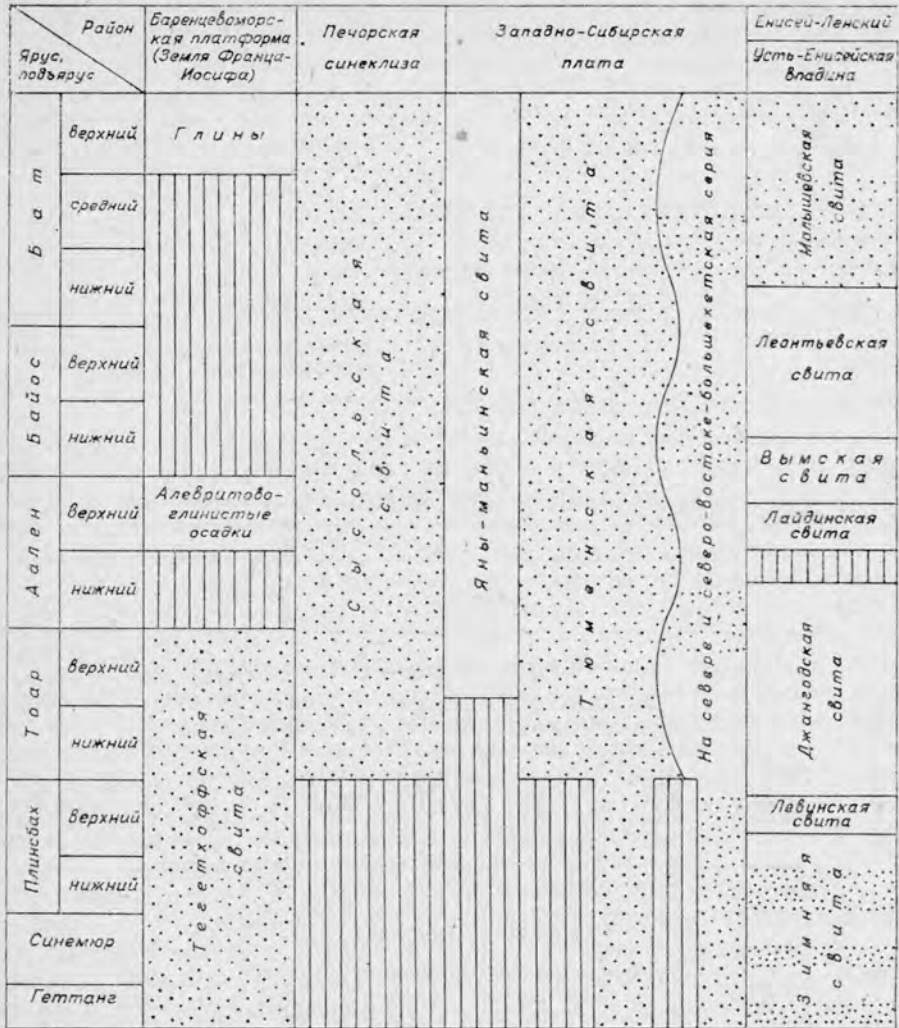 Район
Ярус,
подъярус
Баренцевоморс-
кая платформа
(Земля Франца-
Иосифа)
Печорская
синеклиза
Западно-Сибирская
плата
Енисей-Ленский
Усть-Енисейская
впадина
Бат
верхний
средний
нижний
Байос
верхний
нижний
Аален
верхний
нижний
Тоар
верхний
нижний
Плинсбах
верхний
нижний
Синемюр
Геттанг
Глины
Алевритово-
глинистые
осадки
Тегетхоффская
свита
Сысольская
свита
Яны-маньинская свита
Тюменская свита
На севере и северо-востоке-большехетская серия
Малышевская
свита
Леонтьевская
свита
Вымская
свита
Лайдинская
свита
Джангодская
свита
Лавинская
свита
Зимняя
свита